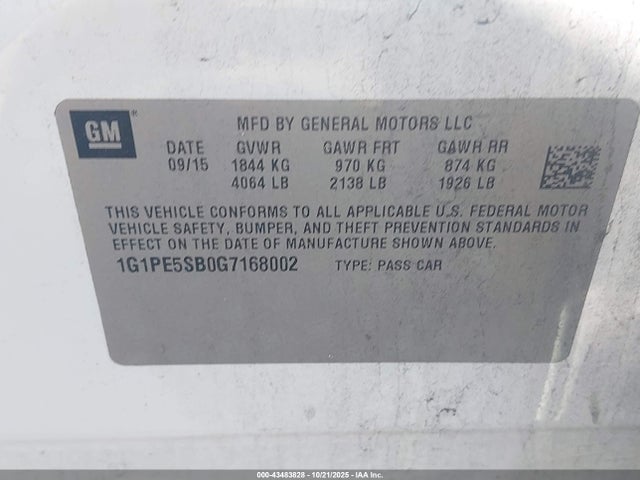 GM
MFD BY GENERAL MOTORS LLC
DATE GVWR GAWR FRT GAWR RR
09/15 1844 KG 970 KG 874 KG
4064 LB 2138 LB 1926 LB
THIS VEHICLE CONFORMS TO ALL APPLICABLE U.S. FEDERAL MOTOR
VEHICLE SAFETY, BUMPER, AND THEFT PREVENTION STANDARDS IN
EFFECT ON THE DATE OF MANUFACTURE SHOWN ABOVE.
1G1PE5SB0G7168002 TYPE: PASS CAR
000-43483828 - 10/21/2025 - IAA Inc.